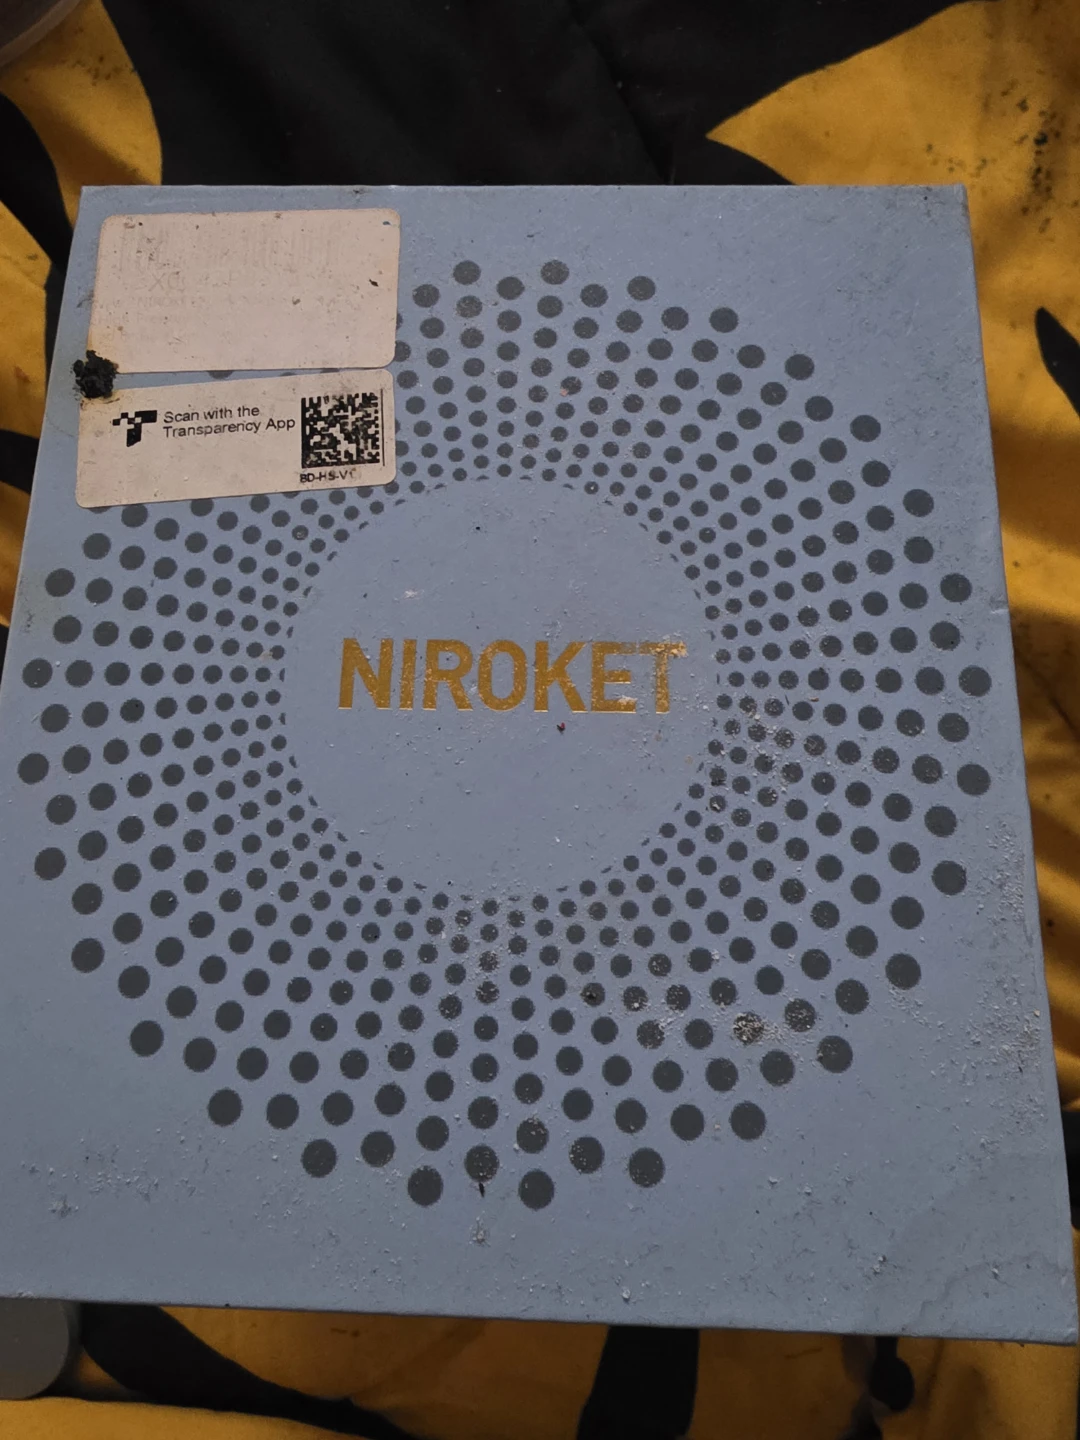 Scan with the
Transparency App
BD-HS-V1
NIROKET